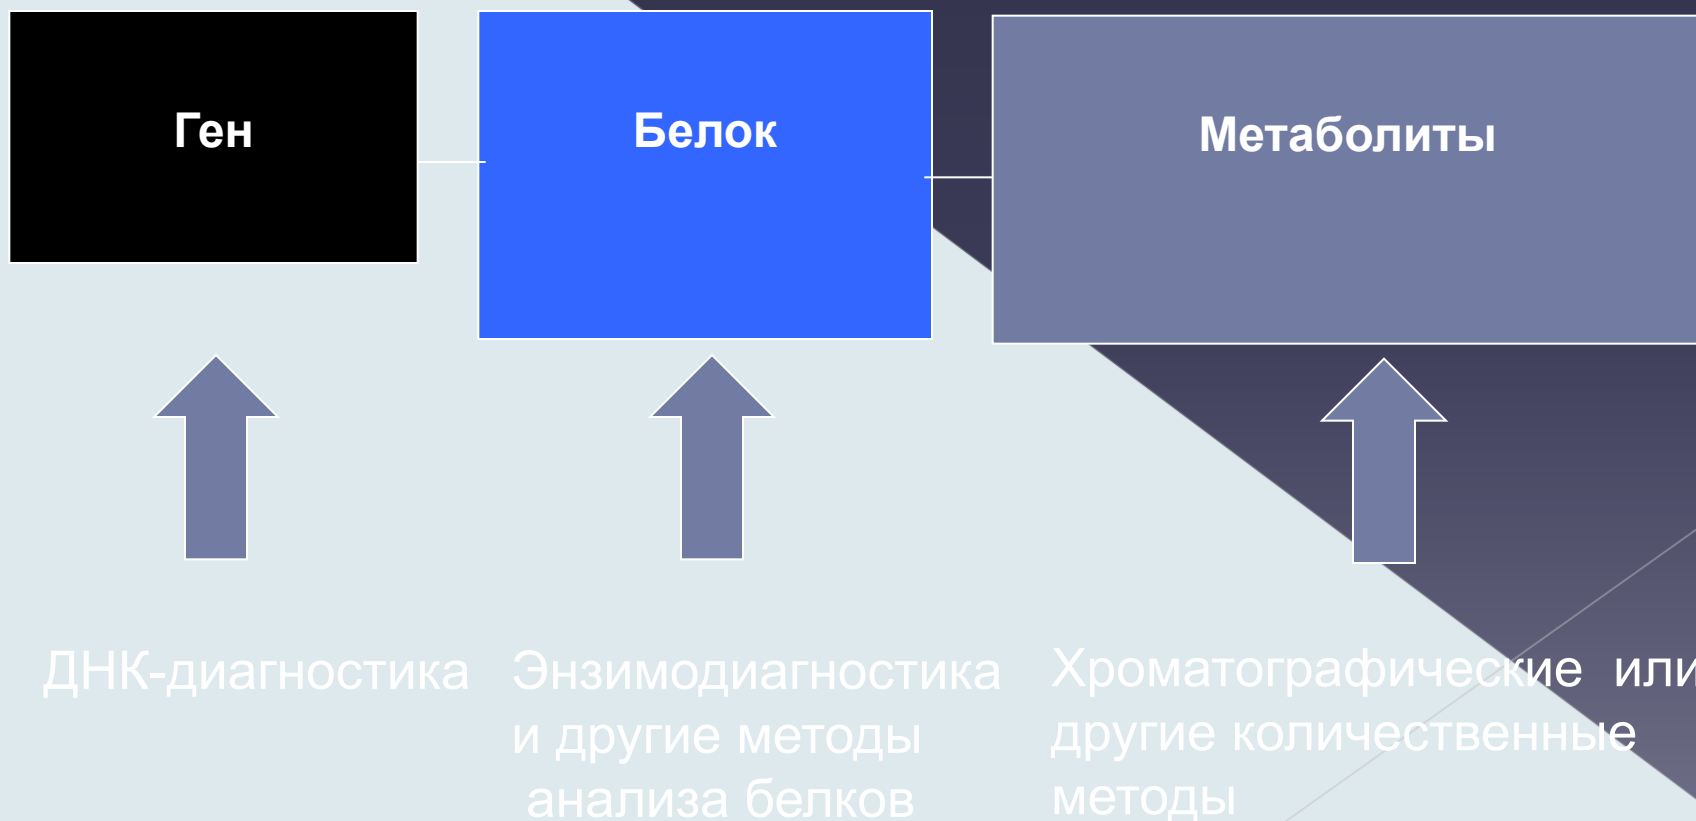 Ген
Белок
Метаболиты
ДНК-диагностика
Энзимодиагностика
и другие методы
анализа белков
Хроматографические или
другие количественные
методы